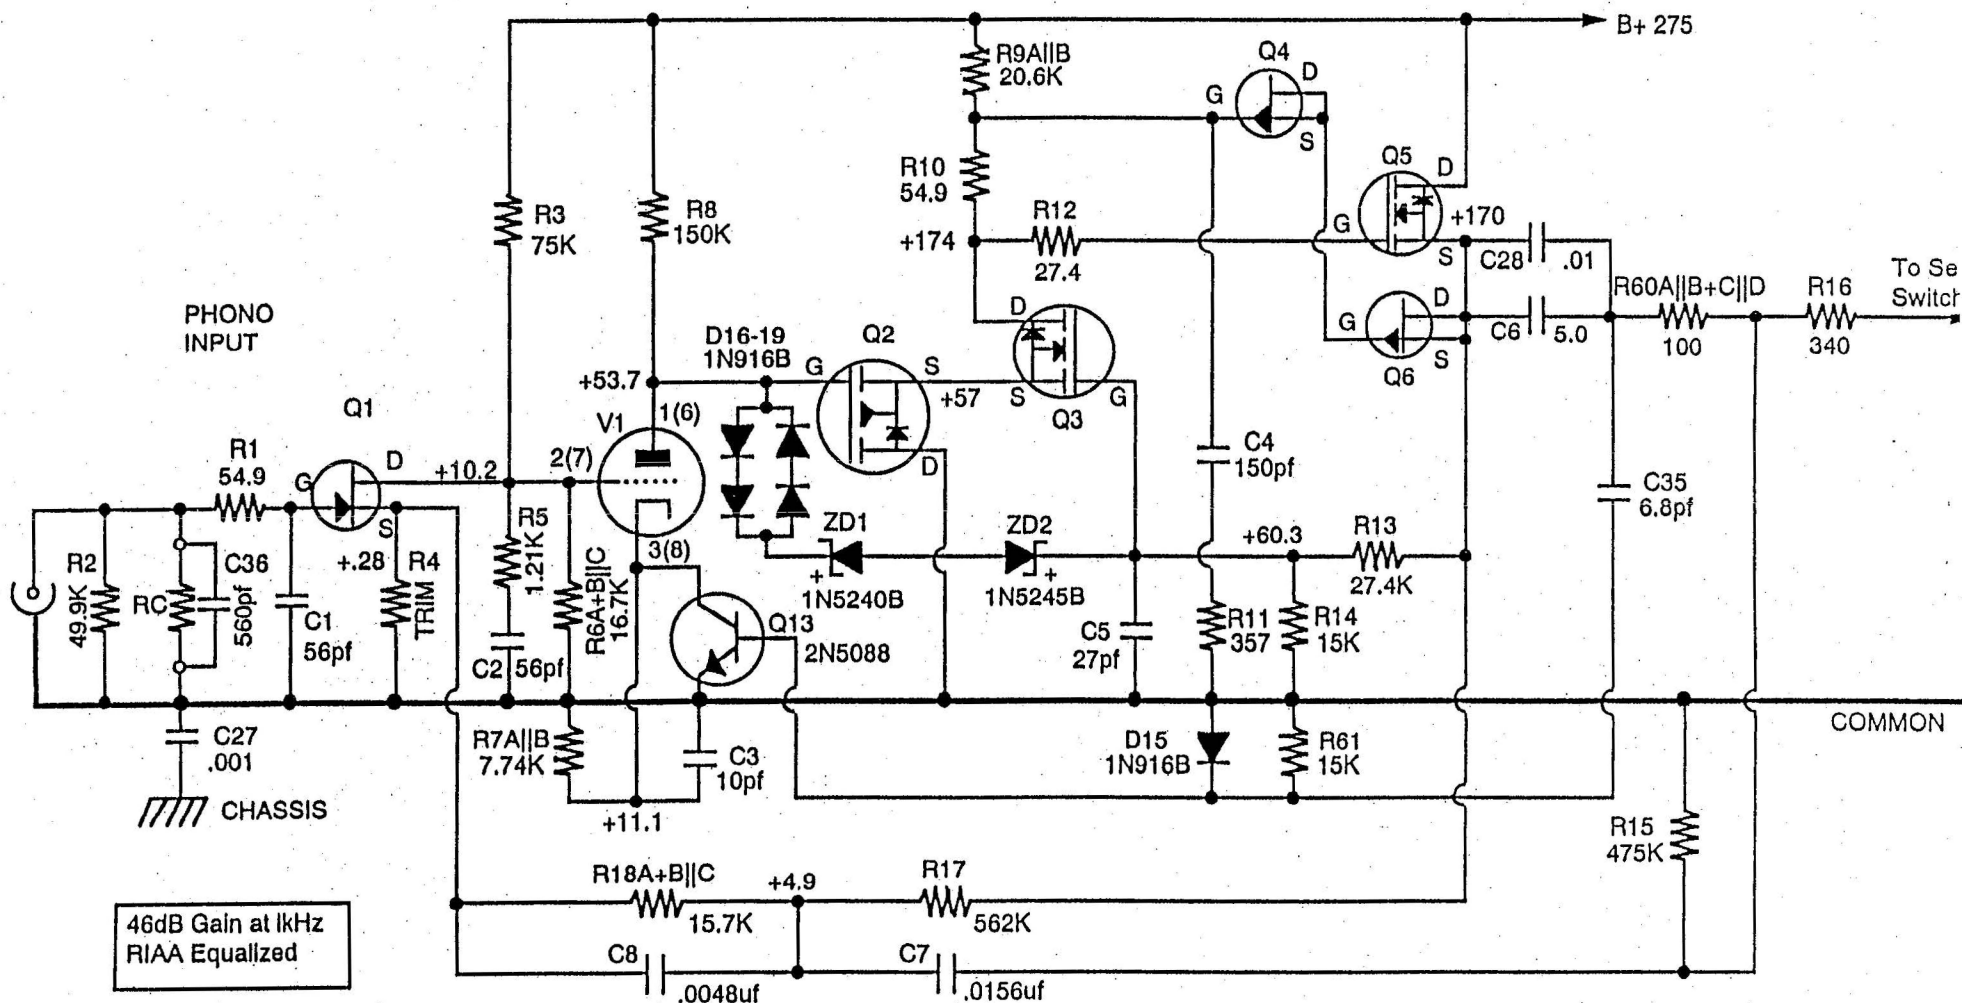 B+ 275
R9A||B
20.6K
Q4
D
G
S
R10
54.9
Q5
D
G
+170
S
R3
75K
R8
150K
+174
R12
27.4
C28
.01
To Se
Switch
R60A||B+C||D
100
R16
340
PHONO
INPUT
D16-19
1N916B
Q2
G
S
+57
D
D
S
Q3
G
G
D
S
Q6
C6
5.0
+53.7
1(6)
V1
2(7)
3(8)
Q1
R1
54.9
G
D
+10.2
S
+.28
R2
49.9K
RC
C36
560pf
C1
56pf
R4
TRIM
R5
1.21K
C2
56pf
R6A+B||C
16.7K
Q13
2N5088
ZD1
+
1N5240B
ZD2
+
1N5245B
+60.3
R13
27.4K
C4
150pf
C35
6.8pf
C5
27pf
R11
357
R14
15K
COMMON
C27
.001
CHASSIS
R7A||B
7.74K
C3
10pf
+11.1
D15
1N916B
R61
15K
R15
475K
R18A+B||C
15.7K
+4.9
R17
562K
C8
.0048uf
C7
.0156uf
46dB Gain at IkHz
RIAA Equalized